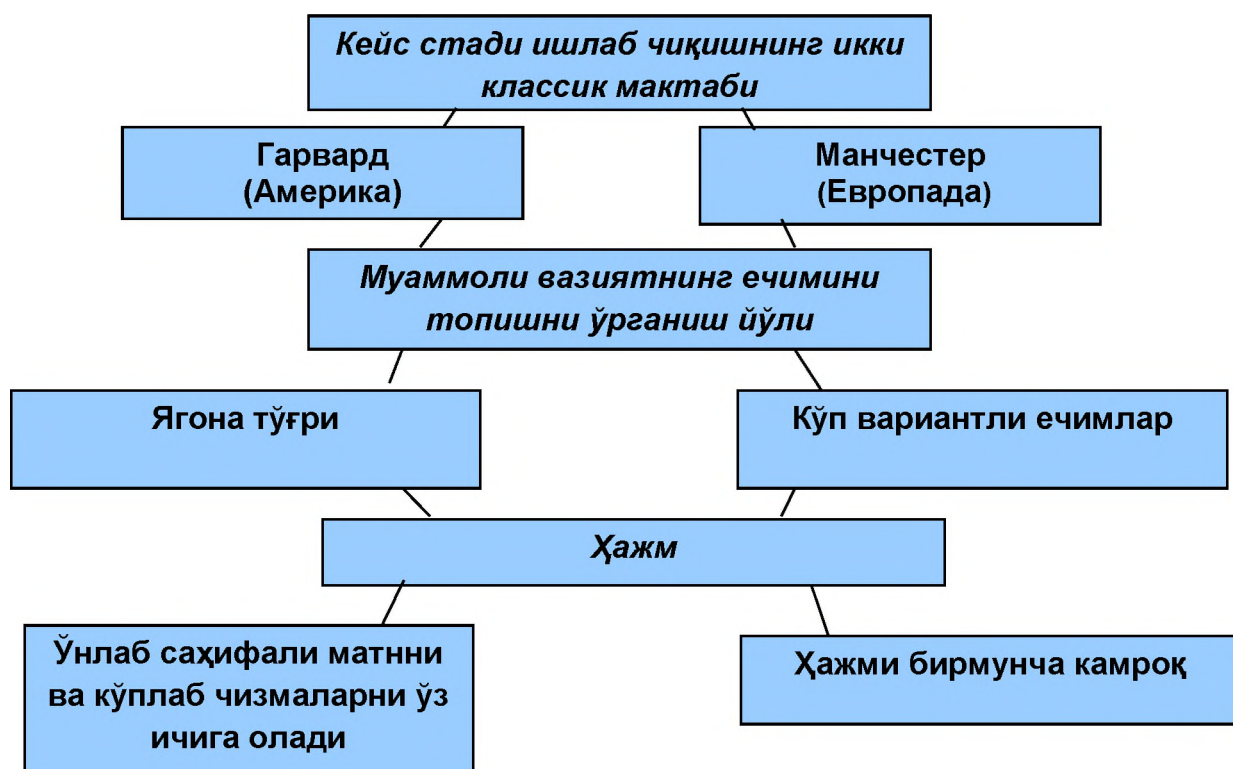 Кейс стади ишлаб чиқишнинг икки
классик мактаби
Гарвард
(Америка)
Манчестер
(Европада)
Муаммоли вазиятнинг ечимини
топишни ўрганиш йўли
Ягона тўғри
Кўп вариантли ечимлар
Ҳажм
Ўнлаб саҳифали матнни
ва кўплаб чизмаларни ўз
ичига олади
Ҳажми бирмунча камроқ